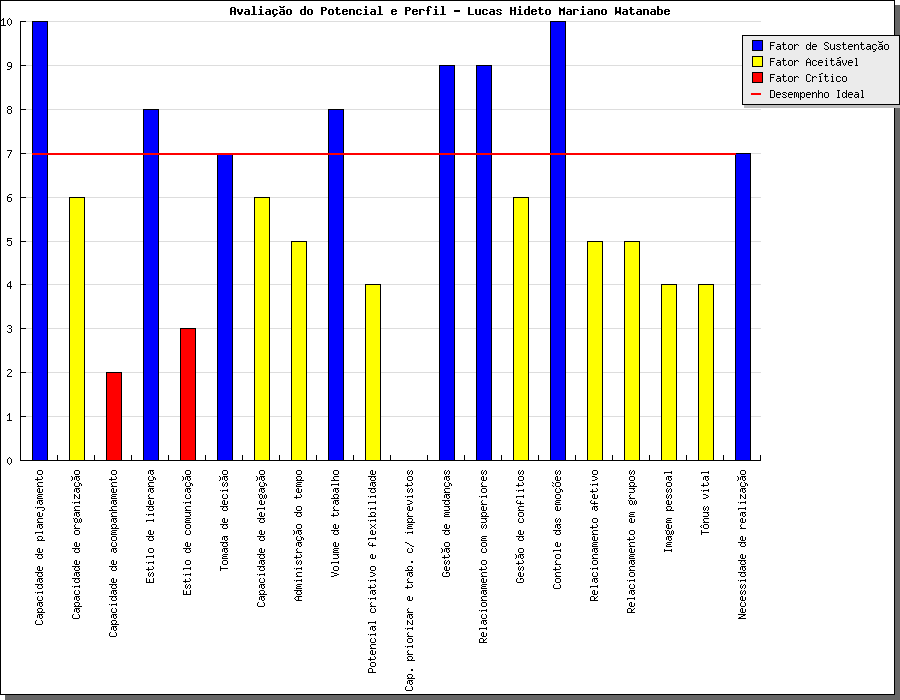 Avaliação do Potencial e Perfil - Lucas Hideto Mariano Watanabe
Fator de Sustentação
Fator Aceitável
Fator Crítico
Desempenho Ideal
10
9
8
7
6
5
4
3
2
1
0
Capacidade de planejamento
Capacidade de organização
Capacidade de acompanhamento
Estilo de liderança
Estilo de comunicação
Tomada de decisão
Capacidade de delegação
Administração do tempo
Volume de trabalho
Potencial criativo e flexibilidade
Cap. priorizar e trab. c/ imprevistos
Gestão de mudanças
Relacionamento com superiores
Gestão de conflitos
Controle das emoções
Relacionamento afetivo
Relacionamento em grupos
Imagem pessoal
Tônus vital
Necessidade de realização